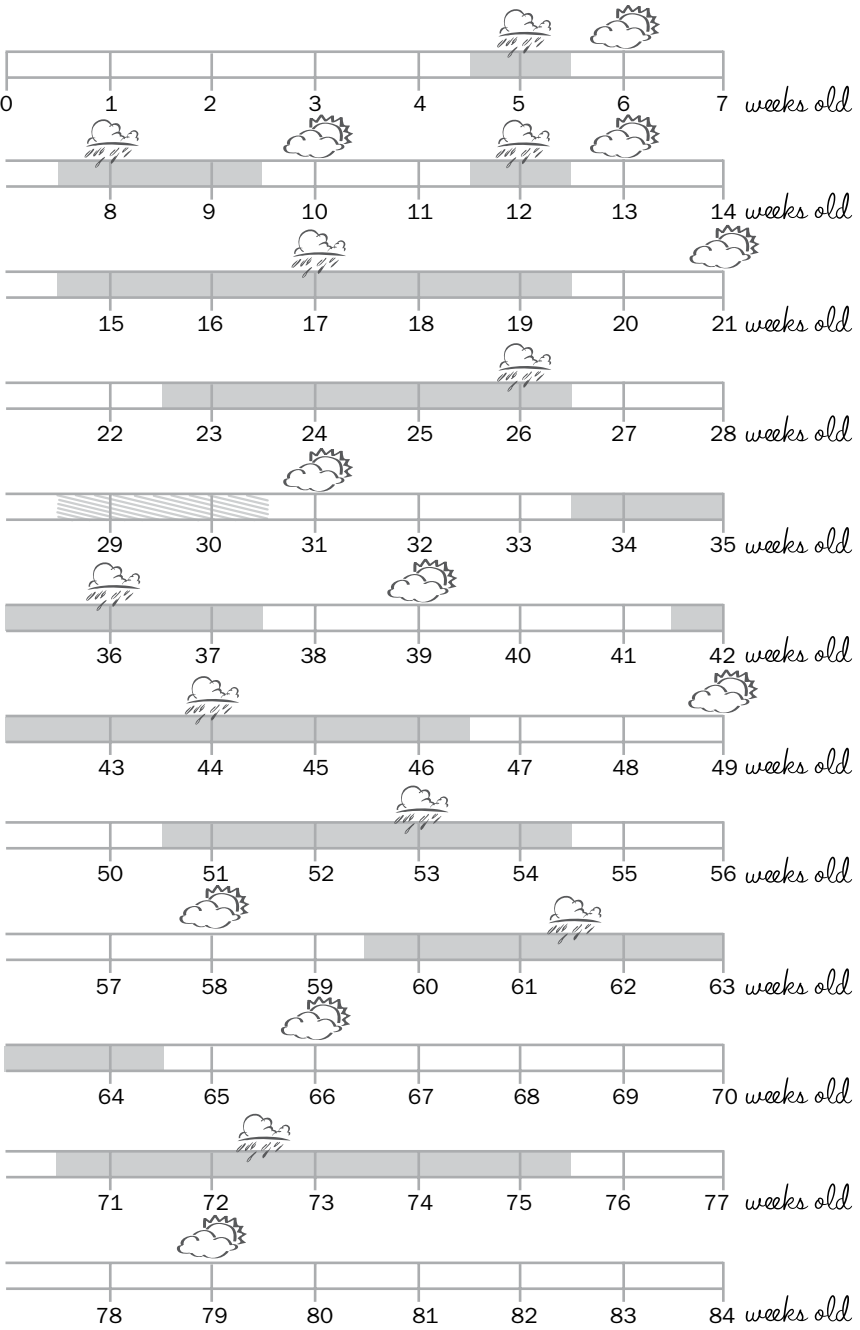 0 1 2 3 4 5 6 7 weeks old
8 9 10 11 12 13 14 weeks old
15 16 17 18 19 20 21 weeks old
22 23 24 25 26 27 28 weeks old
29 30 31 32 33 34 35 weeks old
36 37 38 39 40 41 42 weeks old
43 44 45 46 47 48 49 weeks old
50 51 52 53 54 55 56 weeks old
57 58 59 60 61 62 63 weeks old
64 65 66 67 68 69 70 weeks old
71 72 73 74 75 76 77 weeks old
78 79 80 81 82 83 84 weeks old